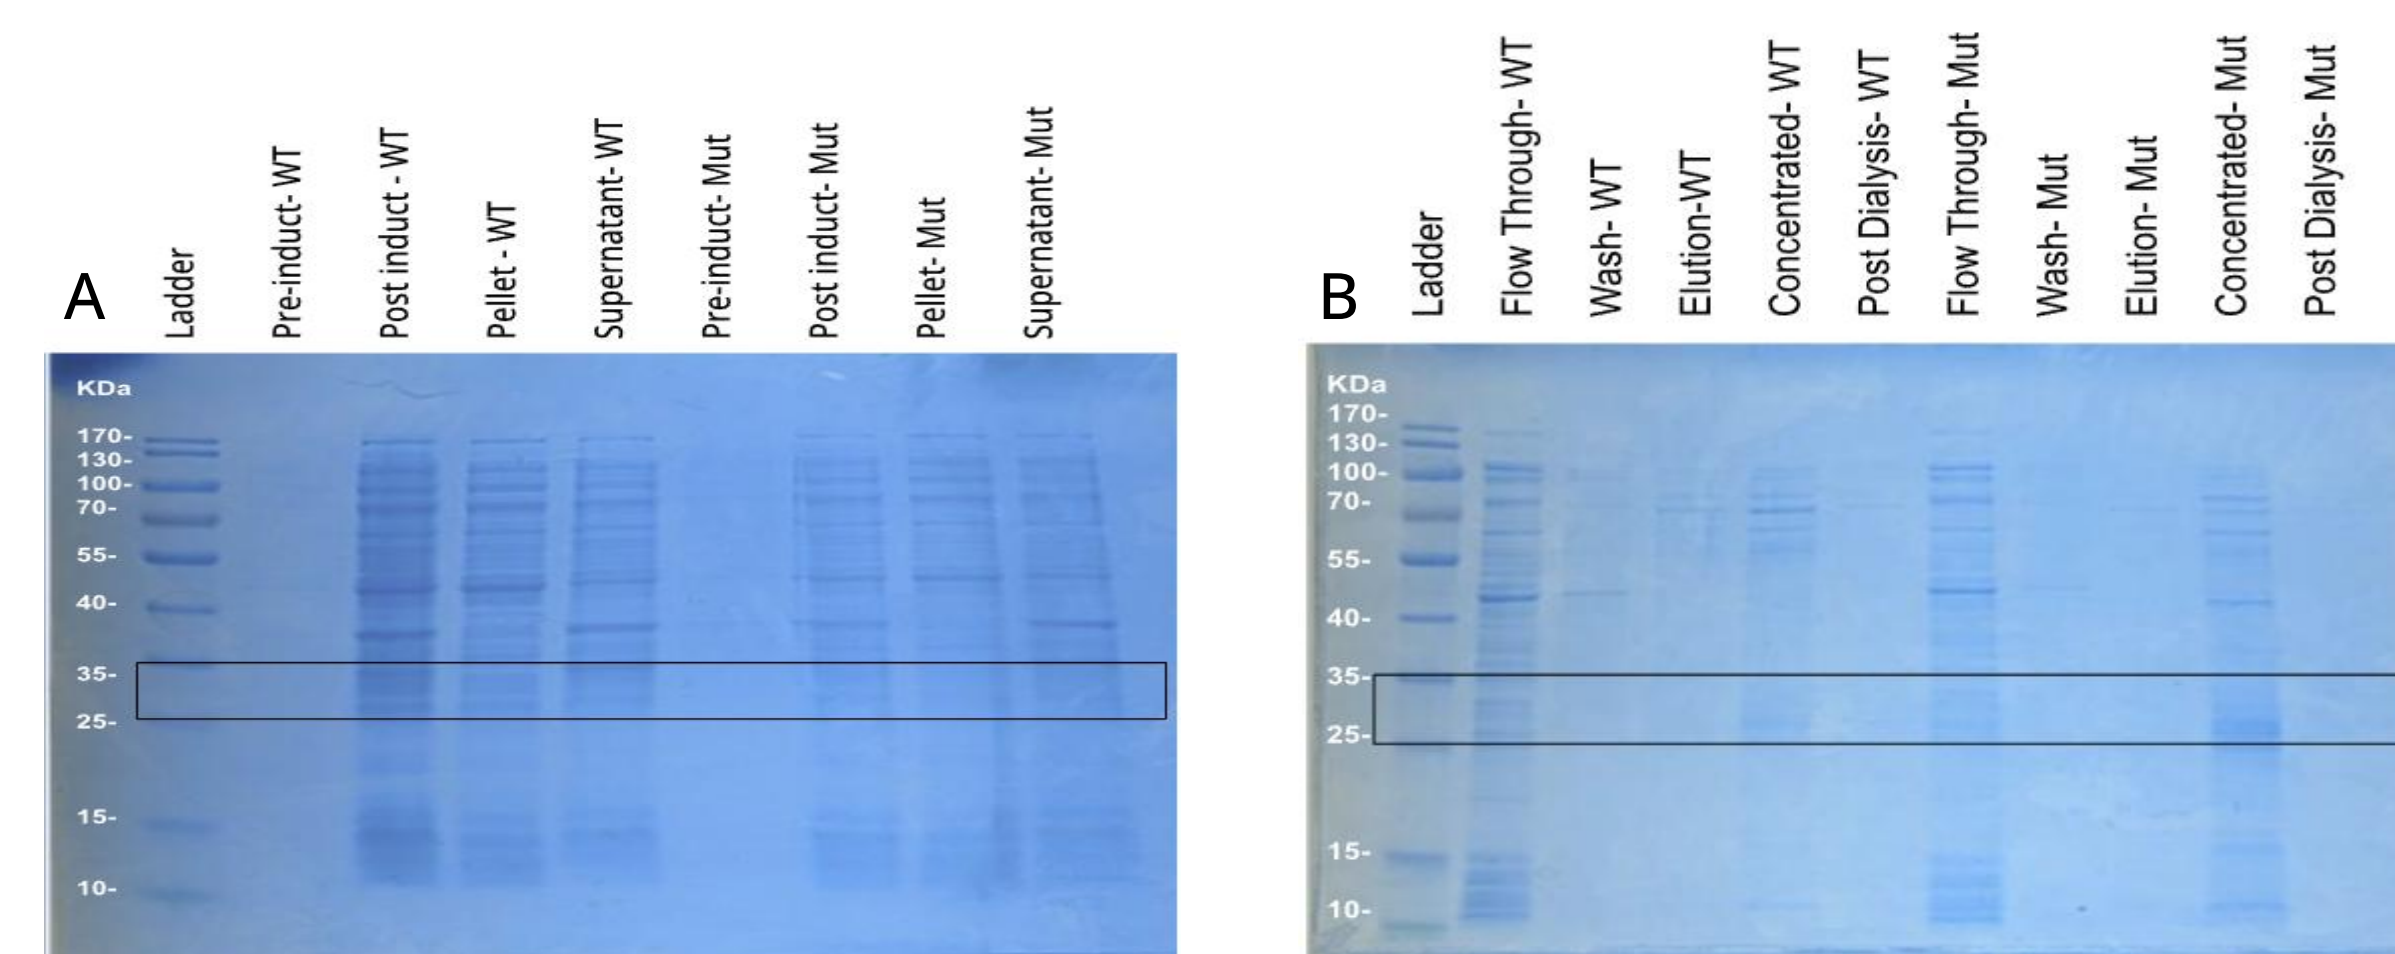 A
Ladder
Pre-induct- WT
Post induct - WT
Pellet - WT
Supernatant- WT
Pre-induct- Mut
Post induct- Mut
Pellet- Mut
Supernatant- Mut
KDa
170-
130-
100-
70-
55-
40-
35-
25-
15-
10-
B
Ladder
Flow Through- WT
Wash- WT
Elution-WT
Concentrated- WT
Post Dialysis- WT
Flow Through- Mut
Wash- Mut
Elution- Mut
Concentrated- Mut
Post Dialysis- Mut
KDa
170-
130-
100-
70-
55-
40-
35-
25-
15-
10-